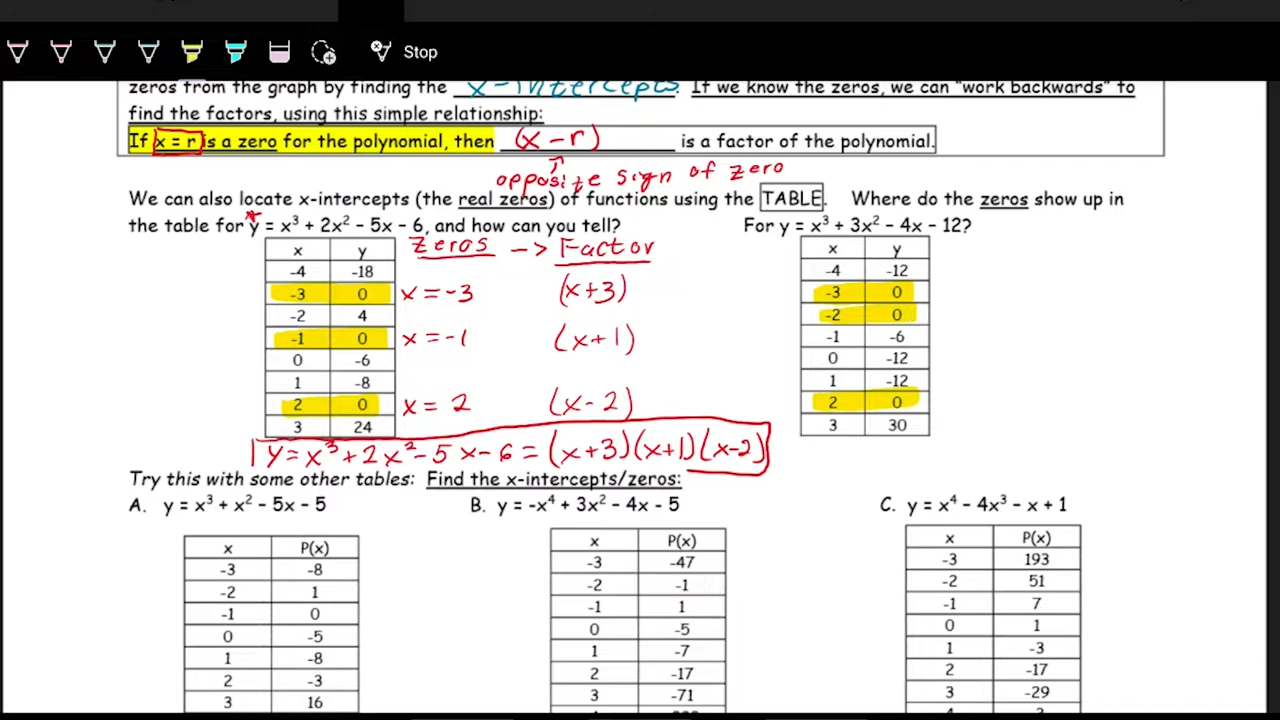 Stop
zeros from the graph by finding the x-intercepts. If we know the zeros, we can "work backwards" to
find the factors, using this simple relationship:
If x = r is a zero for the polynomial, then (x - r) is a factor of the polynomial.
opposite sign of zero
We can also locate x-intercepts (the real zeros) of functions using the TABLE. Where do the zeros show up in
the table for y = x³ + 2x² - 5x - 6, and how can you tell? For y = x³ + 3x² - 4x - 12?
Zeros -> Factor
x y
-4 -18
-3 0 x = -3 (x+3)
-2 4
-1 0 x = -1 (x+1)
0 -6
1 -8
2 0 x = 2 (x-2)
3 24
x y
-4 -12
-3 0
-2 0
-1 -6
0 -12
1 -12
2 0
3 30
y = x³ + 2x² - 5x - 6 = (x+3)(x+1)(x-2)
Try this with some other tables: Find the x-intercepts/zeros:
A. y = x³ + x² - 5x - 5
x P(x)
-3 -8
-2 1
-1 0
0 -5
1 -8
2 -3
3 16
B. y = -x⁴ + 3x² - 4x - 5
x P(x)
-3 -47
-2 -1
-1 1
0 -5
1 -7
2 -17
3 -71
C. y = x⁴ - 4x³ - x + 1
x P(x)
-3 193
-2 51
-1 7
0 1
1 -3
2 -17
3 -29